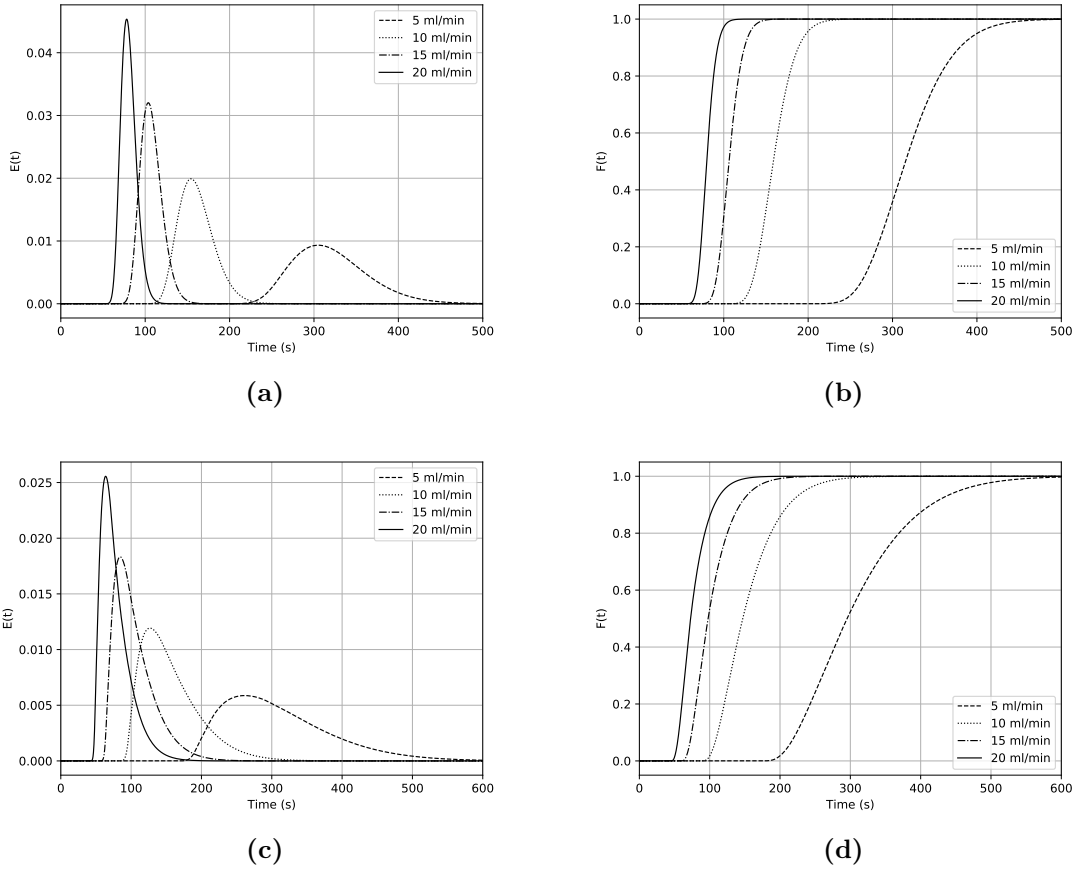 0.04
0.03
0.02
0.01
0.00
E(t)
0 100 200 300 400 500
Time (s)
5 ml/min
10 ml/min
15 ml/min
20 ml/min
(a)
1.0
0.8
0.6
0.4
0.2
0.0
F(t)
0 100 200 300 400 500
Time (s)
5 ml/min
10 ml/min
15 ml/min
20 ml/min
(b)
0.025
0.020
0.015
0.010
0.005
0.000
E(t)
0 100 200 300 400 500 600
Time (s)
5 ml/min
10 ml/min
15 ml/min
20 ml/min
(c)
1.0
0.8
0.6
0.4
0.2
0.0
F(t)
0 100 200 300 400 500 600
Time (s)
5 ml/min
10 ml/min
15 ml/min
20 ml/min
(d)